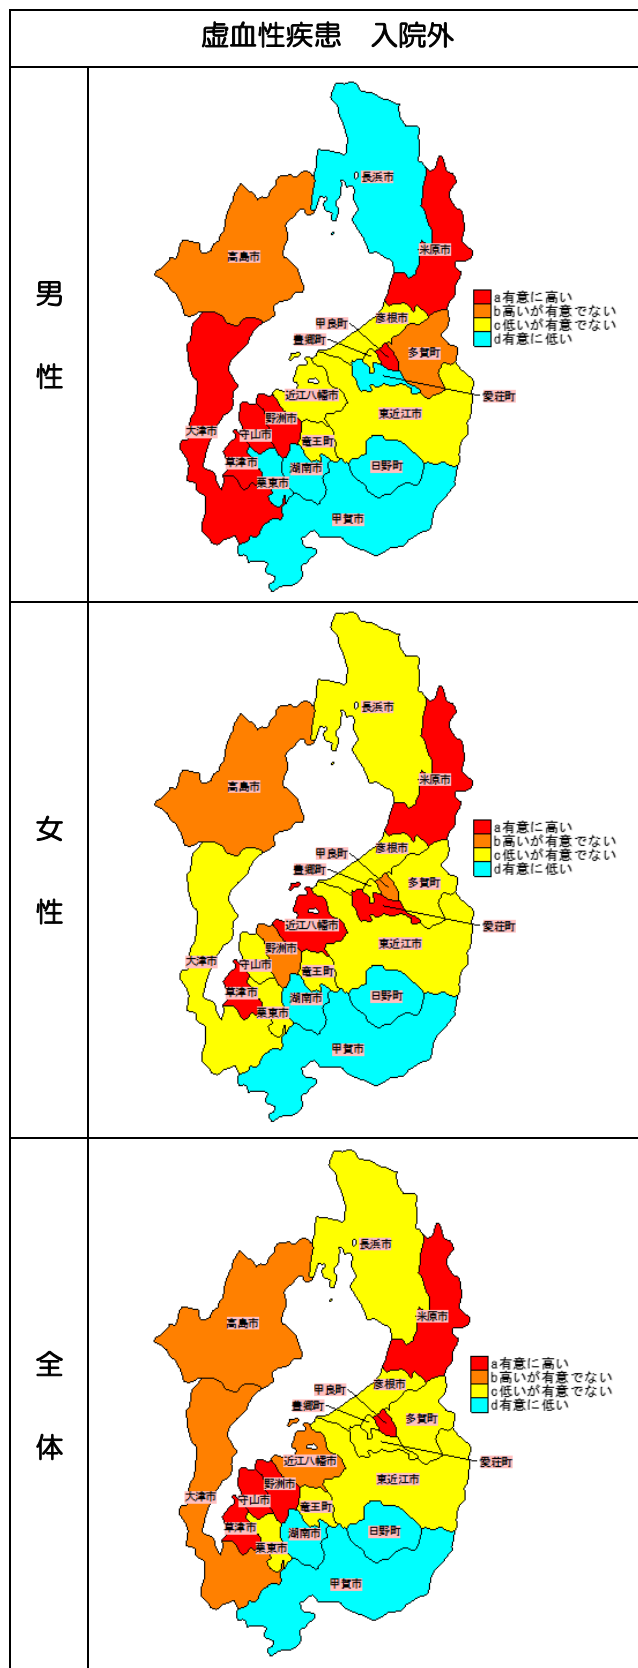 虚血性疾患　入院外
男性
長浜市
米原市
高島市
a有意に高い
b高いが有意でない
c低いが有意でない
d有意に低い
彦根市
甲良町
豊郷町
多賀町
愛荘町
近江八幡市
東近江市
野洲市
守山市
大津市
竜王町
草津市
湖南市
日野町
栗東市
甲賀市
女性
長浜市
米原市
高島市
a有意に高い
b高いが有意でない
c低いが有意でない
d有意に低い
彦根市
甲良町
豊郷町
多賀町
愛荘町
近江八幡市
東近江市
野洲市
守山市
大津市
竜王町
草津市
湖南市
日野町
栗東市
甲賀市
全体
長浜市
米原市
高島市
a有意に高い
b高いが有意でない
c低いが有意でない
d有意に低い
彦根市
甲良町
豊郷町
多賀町
愛荘町
近江八幡市
東近江市
野洲市
守山市
大津市
竜王町
草津市
湖南市
日野町
栗東市
甲賀市